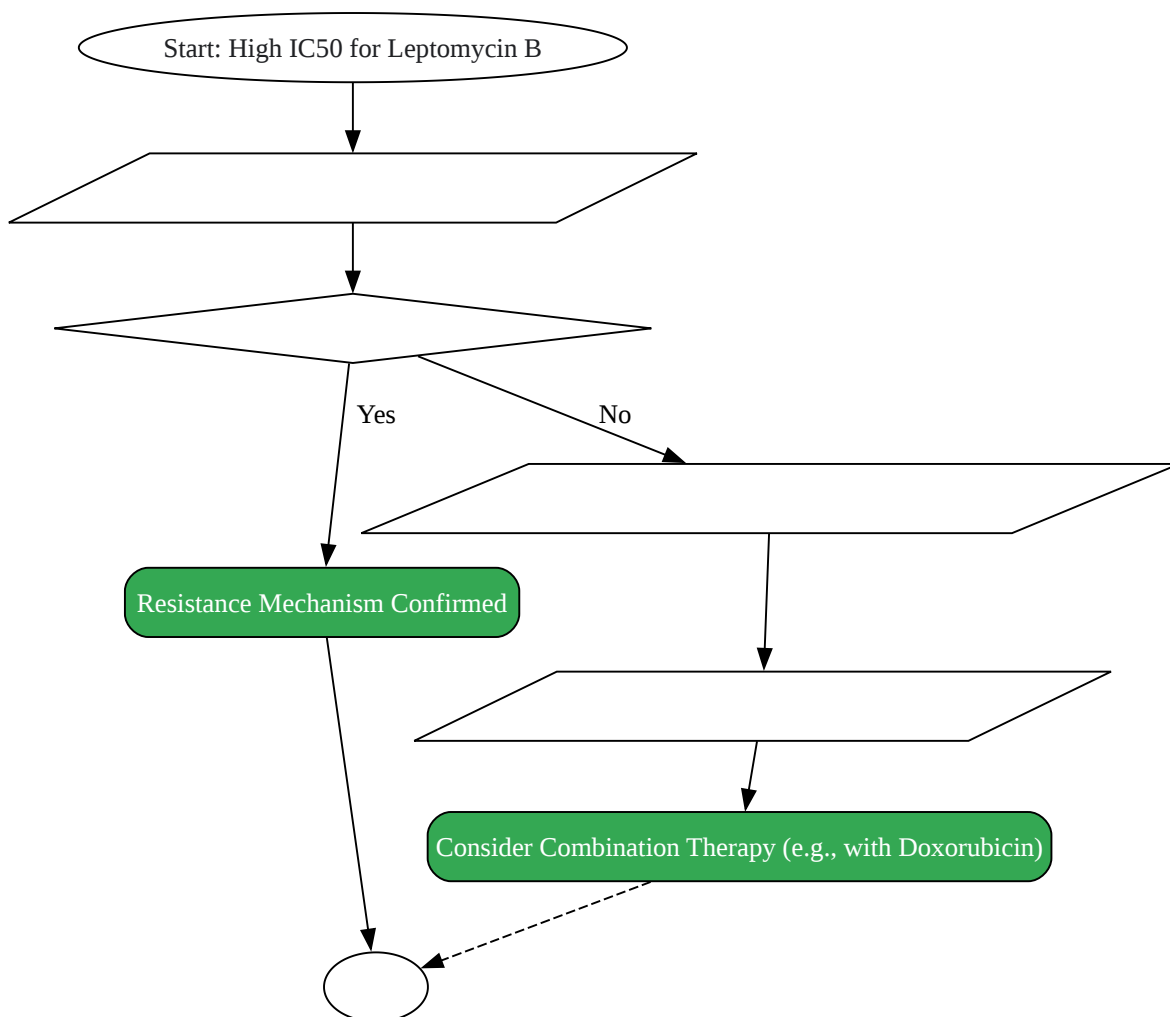 Start: High IC50 for Leptomycin B
Yes
No
Resistance Mechanism Confirmed
Consider Combination Therapy (e.g., with Doxorubicin)